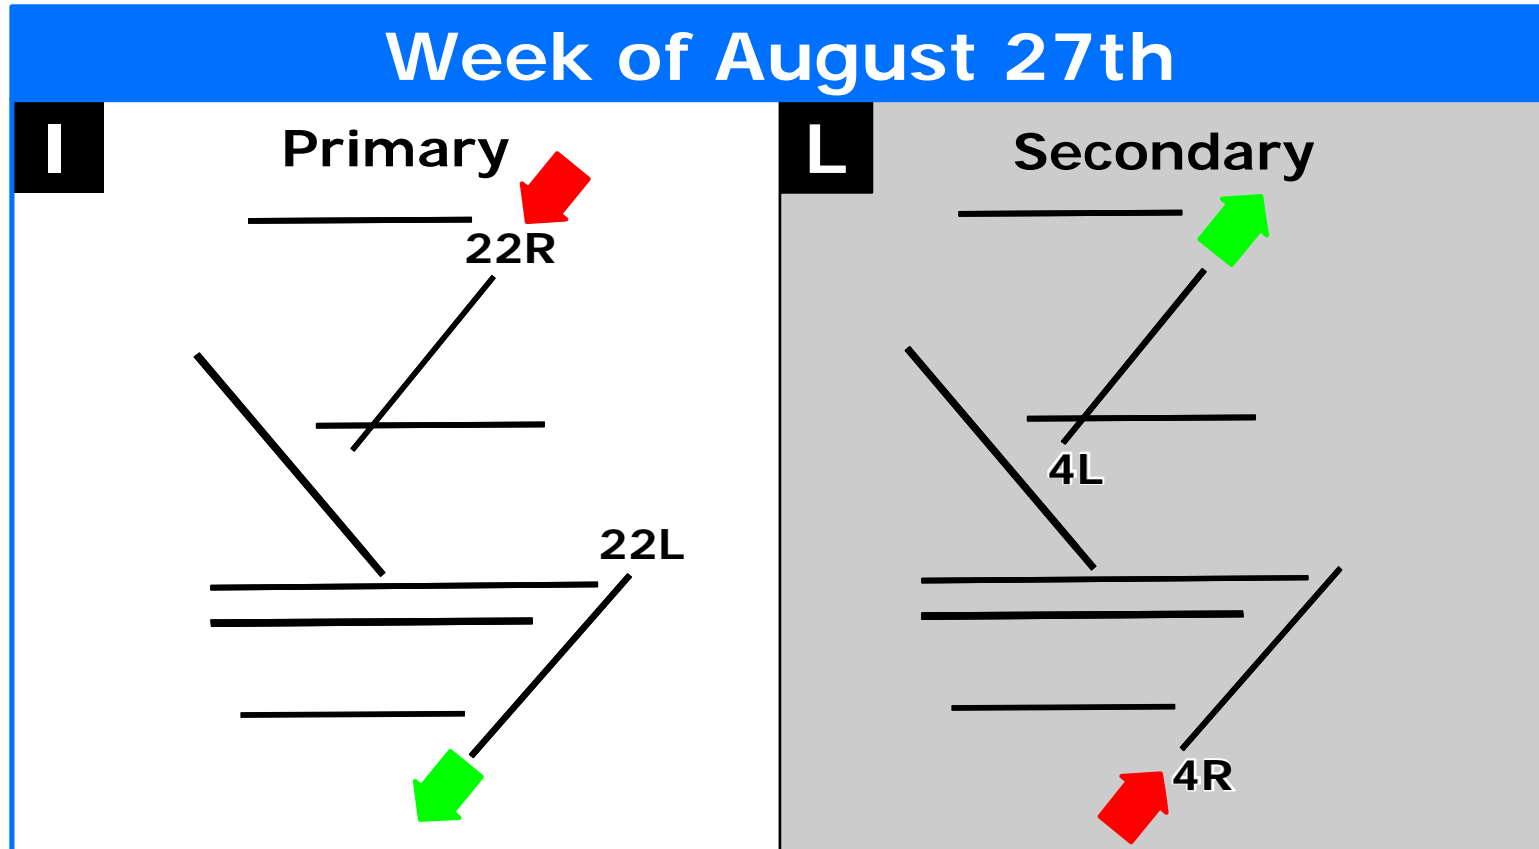 Week of August 27th
I
Primary
22R
22L
L
Secondary
4L
4R